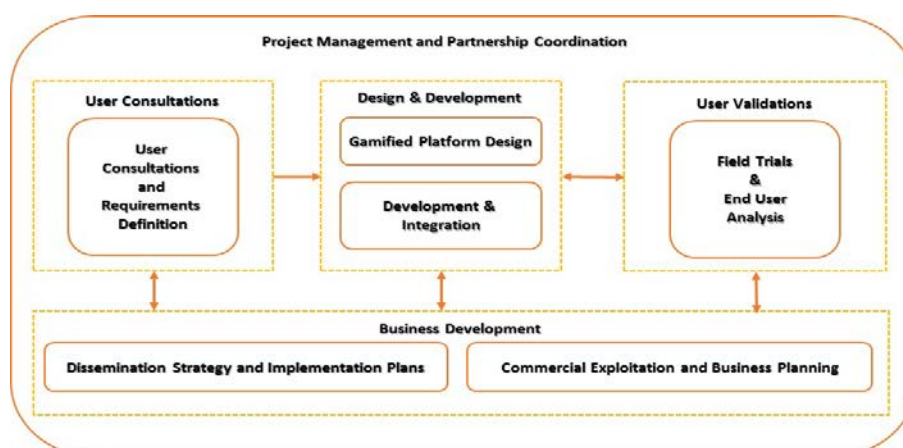 Project Management and Partnership Coordination
User Consultations
User
Consultations
and
Requirements
Definition
Design & Development
Gamified Platform Design
Development &
Integration
User Validations
Field Trials
&
End User
Analysis
Business Development
Dissemination Strategy and Implementation Plans
Commercial Exploitation and Business Planning